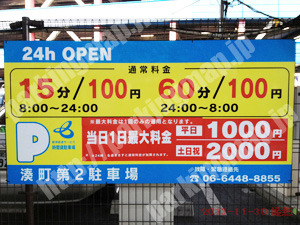 24h OPEN
通常料金
15分/100円 60分/100円
8:00~24:00 24:00~8:00
※最大料金は1回のみの適用となります。
P 当日1日最大料金 平日 1000円
土日祝 2000円
湊町第2駐車場
06-6448-8855